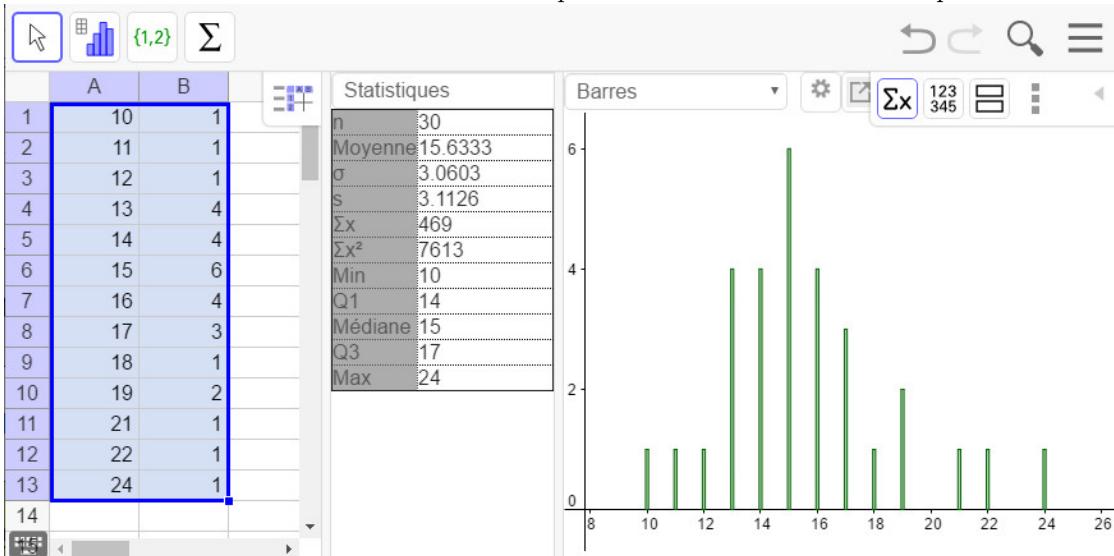 {1,2} Σ
A B
1 10 1
2 11 1
3 12 1
4 13 4
5 14 4
6 15 6
7 16 4
8 17 3
9 18 1
10 19 2
11 21 1
12 22 1
13 24 1
14
15
Statistiques
n 30
Moyenne 15.6333
σ 3.0603
s 3.1126
Σx 469
Σx² 7613
Min 10
Q1 14
Médiane 15
Q3 17
Max 24
Barres
Σx 123
345
6
4
2
0
8 10 12 14 16 18 20 22 24 26